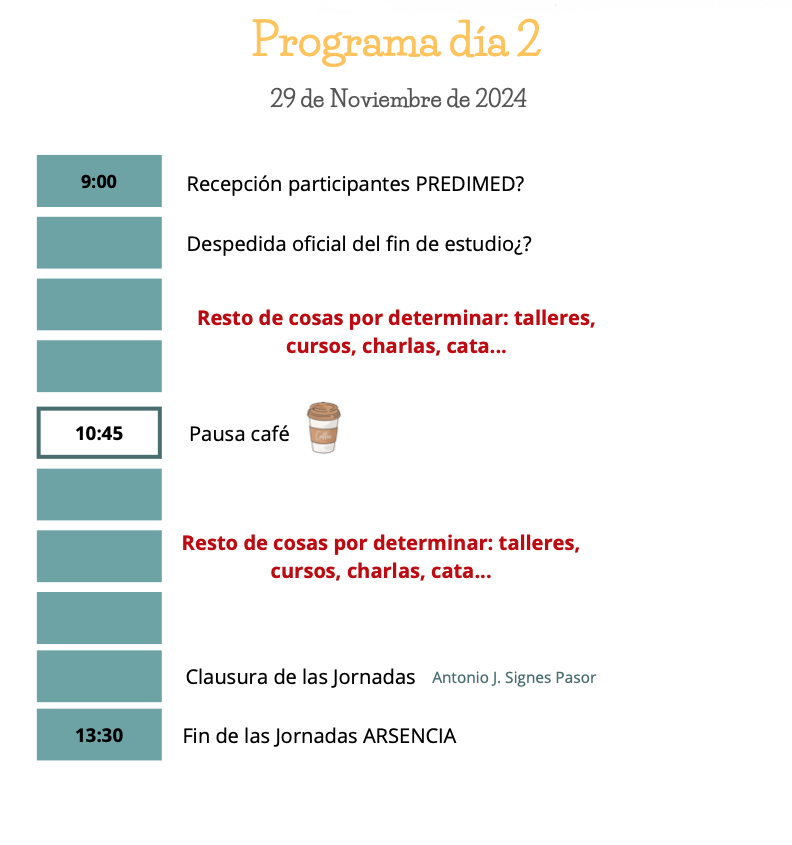 Programa día 2
29 de Noviembre de 2024
9:00 Recepción participantes PREDIMED?
Despedida oficial del fin de estudio¿?
Resto de cosas por determinar: talleres,
cursos, charlas, cata...
10:45 Pausa café
Coffee
Resto de cosas por determinar: talleres,
cursos, charlas, cata...
Clausura de las Jornadas Antonio J. Signes Pasor
13:30 Fin de las Jornadas ARSENCIA